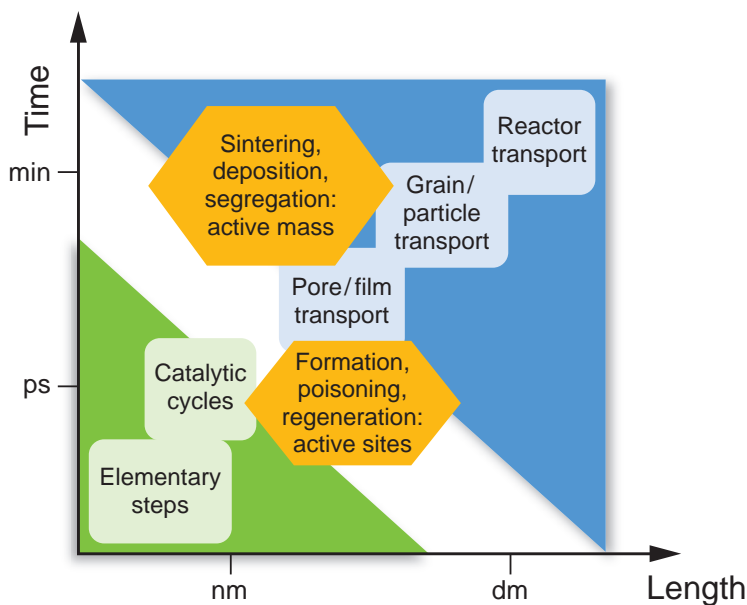 Time
min
ps
Sintering,
deposition,
segregation:
active mass
Reactor
transport
Grain/
particle
transport
Pore/film
transport
Catalytic
cycles
Formation,
poisoning,
regeneration:
active sites
Elementary
steps
nm
dm
Length